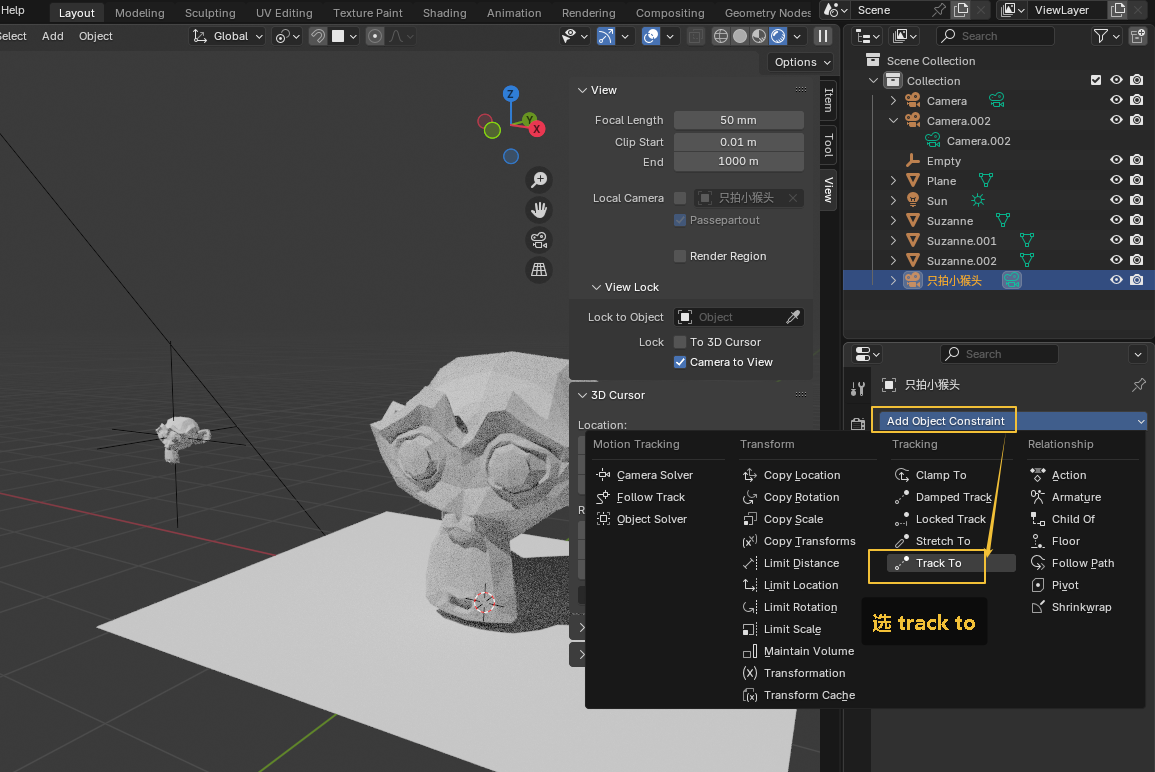 Help Layout Modeling Sculpting UV Editing Texture Paint Shading Animation Rendering Compositing Geometry Nodes Scene ViewLayer
Select Add Object Global Search
Options
View
Focal Length 50 mm
Clip Start 0.01 m
End 1000 m
Local Camera 只拍小猴头
Passepartout
Render Region
View Lock
Lock to Object Object
Lock To 3D Cursor
Camera to View
3D Cursor
Location:
R
Item
Tool
View
Z
Y
X
Scene Collection
Collection
Camera
Camera.002
Camera.002
Empty
Plane
Sun
Suzanne
Suzanne.001
Suzanne.002
只拍小猴头
Search
只拍小猴头
Add Object Constraint
Motion Tracking
Camera Solver
Follow Track
Object Solver
Transform
Copy Location
Copy Rotation
Copy Scale
Copy Transforms
Limit Distance
Limit Location
Limit Rotation
Limit Scale
Maintain Volume
Transformation
Transform Cache
Tracking
Clamp To
Damped Track
Locked Track
Stretch To
Track To
Relationship
Action
Armature
Child Of
Floor
Follow Path
Pivot
Shrinkwrap
选 track to